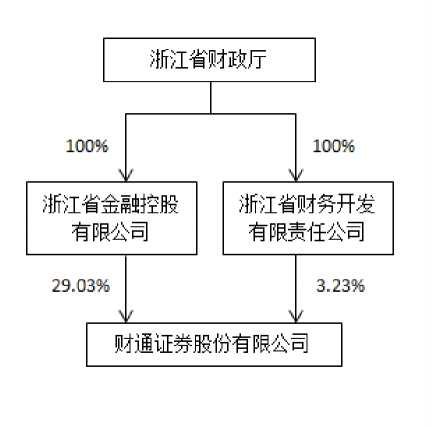 浙江省财政厅
100%
100%
浙江省金融控股
有限公司
浙江省财务开发
有限责任公司
29.03%
3.23%
财通证券股份有限公司